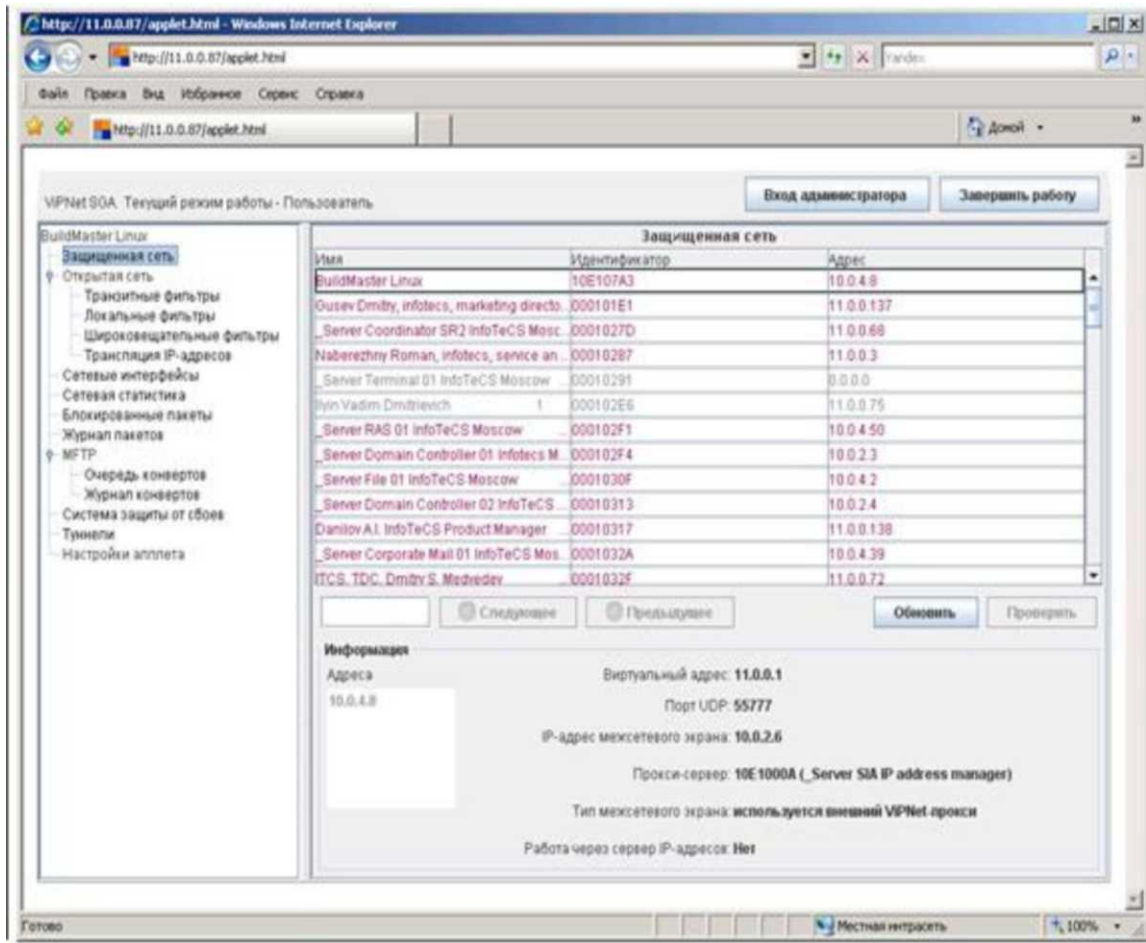 http://11.0.0.87/applet.html - Windows Internet Explorer
http://11.0.0.87/applet.html
Yandex
Файл Правка Вид Избранное Сервис Справка
http://11.0.0.87/applet.html
Домой
ViPNet SGA. Текущий режим работы - Пользователь
Вход администратора
Завершить работу
BuildMaster Linux
Защищенная сеть
Открытая сеть
Транзитные фильтры
Локальные фильтры
Широковещательные фильтры
Трансляция IP-адресов
Сетевые интерфейсы
Сетевая статистика
Блокированные пакеты
Журнал пакетов
MFTP
Очередь конвертов
Журнал конвертов
Система защиты от сбоев
Туннели
Настройки апплета
Защищенная сеть
Имя Идентификатор Адрес
BuildMaster Linux 10E107A3 10.0.4.8
Gusev Dmitry, infotecs, marketing directo... 000101E1 11.0.0.137
_Server Coordinator SR2 InfoTeCS Mosc... 0001027D 11.0.0.68
Naberezhny Roman, infotecs, service an... 00010287 11.0.0.3
_Server Terminal 01 InfoTeCS Moscow ... 00010291 0.0.0.0
Ilyin Vadim Dmitrievich 1 000102E6 11.0.0.75
_Server RAS 01 InfoTeCS Moscow ... 000102F1 10.0.4.50
_Server Domain Controller 01 Infotecs M... 000102F4 10.0.2.3
_Server File 01 InfoTeCS Moscow ... 0001030F 10.0.4.2
_Server Domain Controller 02 InfoTeCS ... 00010313 10.0.2.4
Danilov A.I. InfoTeCS Product Manager ... 00010317 11.0.0.138
_Server Corporate Mail 01 InfoTeCS Mos... 0001032A 10.0.4.39
ITCS, TDC, Dmitry S. Medvedev ... 0001032F 11.0.0.72
Следующее
Предыдущее
Обновить
Проверить
Информация
Адреса
10.0.4.8
Виртуальный адрес: 11.0.0.1
Порт UDP: 55777
IP-адрес межсетевого экрана: 10.0.2.6
Прокси-сервер: 10E1000A (_Server SIA IP address manager)
Тип межсетевого экрана: используется внешний ViPNet-прокси
Работа через сервер IP-адресов: Нет
Готово
Местная интрасеть
100%